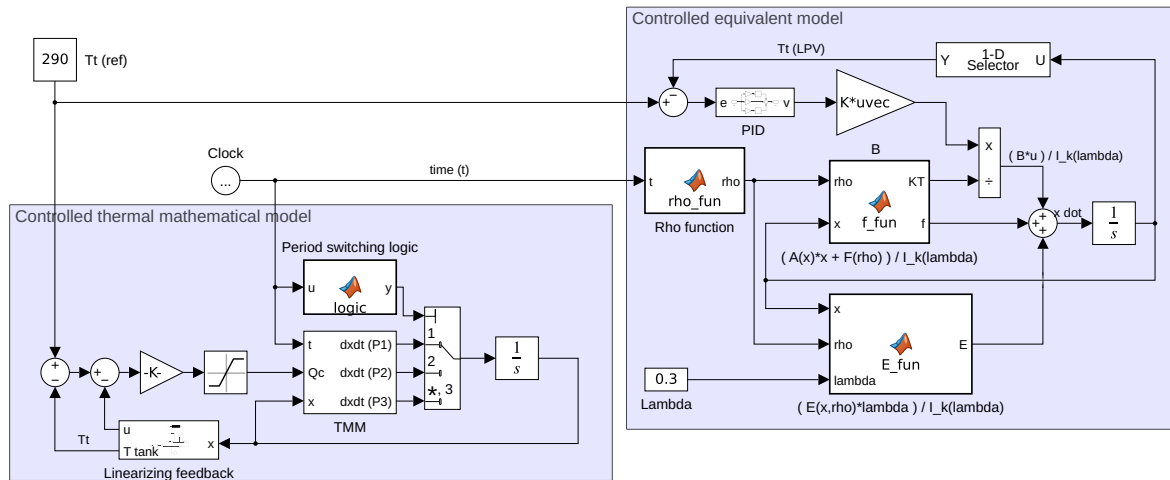 Controlled equivalent model
290
Tt (ref)
Tt (LPV)
Y
1-D
Selector
U
+
−
e
v
PID
K*uvec
x
÷
( B*u ) / I_k(lambda)
Clock
...
time (t)
t
rho
rho_fun
Rho function
B
rho
KT
x
f
f_fun
( A(x)*x + F(rho) ) / I_k(lambda)
+
+
+
x dot
1
s
x
rho
lambda
E
E_fun
( E(x,rho)*lambda ) / I_k(lambda)
0.3
Lambda
Controlled thermal mathematical model
Period switching logic
u
y
logic
t
dxdt (P1)
Qc
dxdt (P2)
x
dxdt (P3)
TMM
1
2
*, 3
1
s
+
−
+
−
-K-
u
T tank
x
Tt
Linearizing feedback